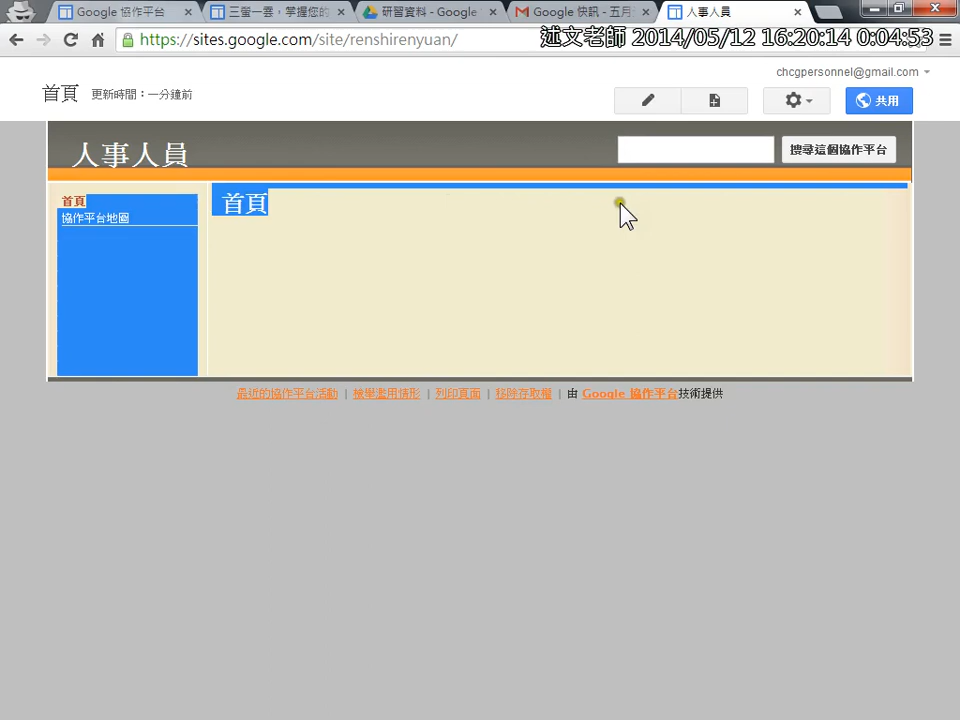 Google 協作平台
三螢一雲，掌握您的
研習資料 - Google
Google 快訊 - 五月
人事人員
https://sites.google.com/site/renshirenyuan/
述文老師 2014/05/12 16:20:14 0:04:53
chcgpersonnel@gmail.com
首頁 更新時間：一分鐘前
共用
人事人員
搜尋這個協作平台
首頁
協作平台地圖
首頁
最近的協作平台活動 | 檢舉濫用情形 | 列印頁面 | 移除存取權 | 由 Google 協作平台技術提供